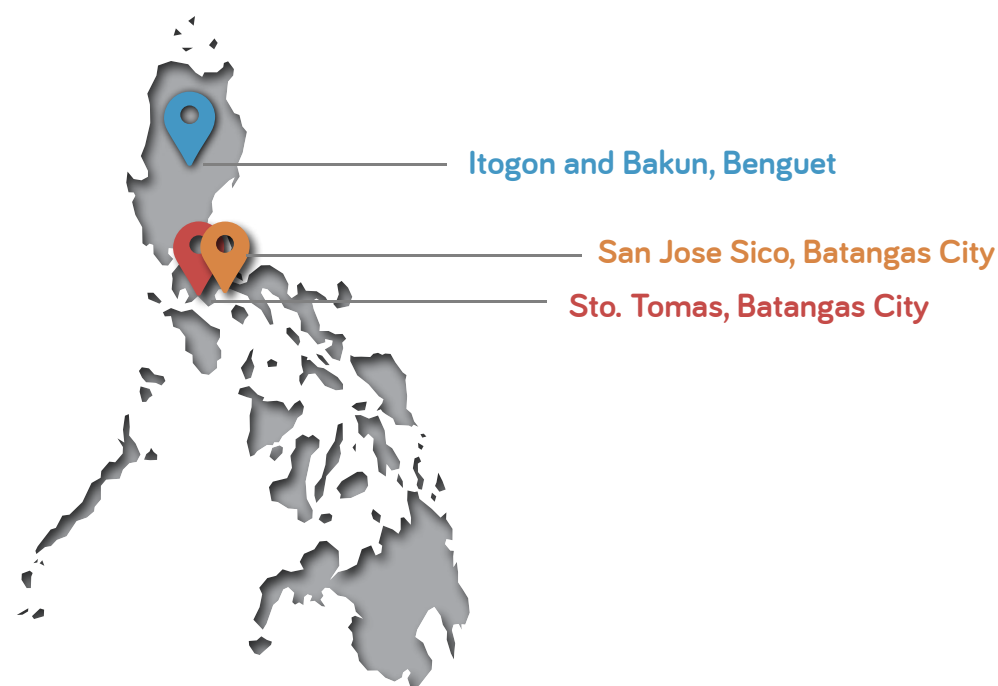 Itogon and Bakun, Benguet
San Jose Sico, Batangas City
Sto. Tomas, Batangas City